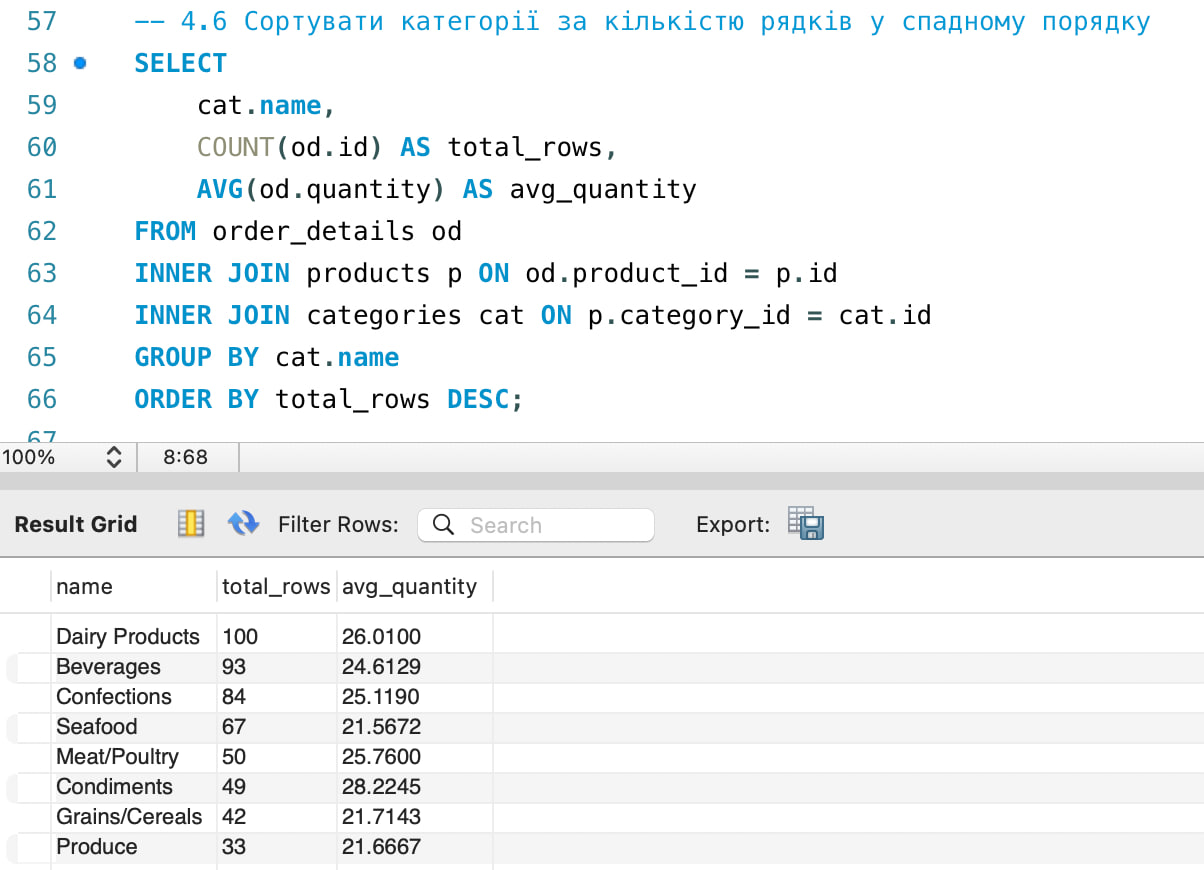 57 -- 4.6 Сортувати категорії за кількістю рядків у спадному порядку
58 SELECT
59 cat.name,
60 COUNT(od.id) AS total_rows,
61 AVG(od.quantity) AS avg_quantity
62 FROM order_details od
63 INNER JOIN products p ON od.product_id = p.id
64 INNER JOIN categories cat ON p.category_id = cat.id
65 GROUP BY cat.name
66 ORDER BY total_rows DESC;
67
100% 8:68
Result Grid Filter Rows: Search Export:
name total_rows avg_quantity
Dairy Products 100 26.0100
Beverages 93 24.6129
Confections 84 25.1190
Seafood 67 21.5672
Meat/Poultry 50 25.7600
Condiments 49 28.2245
Grains/Cereals 42 21.7143
Produce 33 21.6667